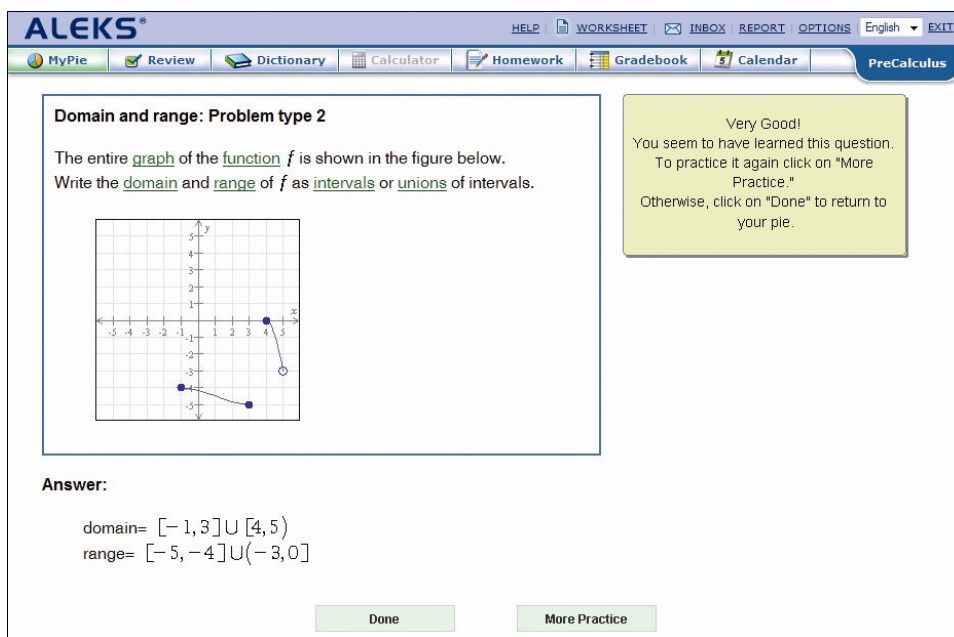 ALEKS®
HELP WORKSHEET INBOX REPORT OPTIONS English EXIT
MyPie Review Dictionary Calculator Homework Gradebook 5 Calendar PreCalculus
Domain and range: Problem type 2
The entire graph of the function f is shown in the figure below.
Write the domain and range of f as intervals or unions of intervals.
y
5
4
3
2
1
x
-5 -4 -3 -2 -1 1 2 3 4 5
-1
-2
-3
-4
-5
Very Good!
You seem to have learned this question.
To practice it again click on "More
Practice."
Otherwise, click on "Done" to return to
your pie.
Answer:
domain= [-1,3]∪[4,5)
range= [-5,-4]∪(-3,0]
Done More Practice